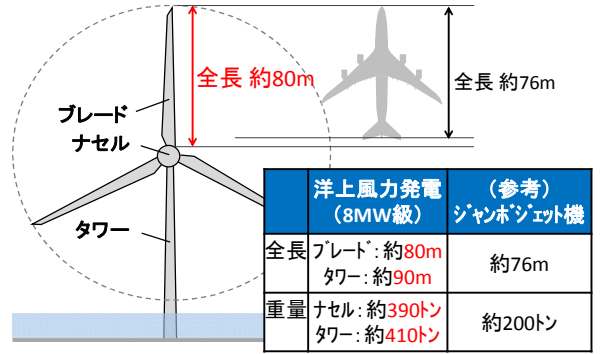 全長 約80m
全長 約76m
ブレード
ナセル
タワー
洋上風力発電
（8MW級）
（参考）
ｼﾞｬﾝﾎﾞｼﾞｪｯﾄ機
全長
ﾌﾞﾚｰﾄﾞ：約80m
ﾀﾜｰ：約90m
約76m
重量
ﾅｾﾙ：約390ﾄﾝ
ﾀﾜｰ：約410ﾄﾝ
約200ﾄﾝ